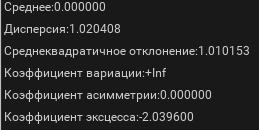 Среднее:0.000000
Дисперсия:1.020408
Среднеквадратичное отклонение:1.010153
Коэффициент вариации:+Inf
Коэффициент асимметрии:0.000000
Коэффициент эксцесса:-2.039600